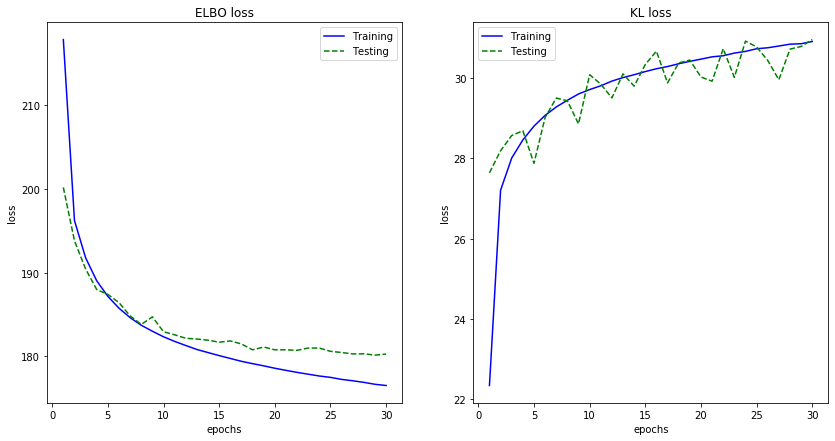 ELBO loss
Training
Testing
210
200
190
180
loss
0 5 10 15 20 25 30
epochs
KL loss
Training
Testing
30
28
26
24
22
loss
0 5 10 15 20 25 30
epochs